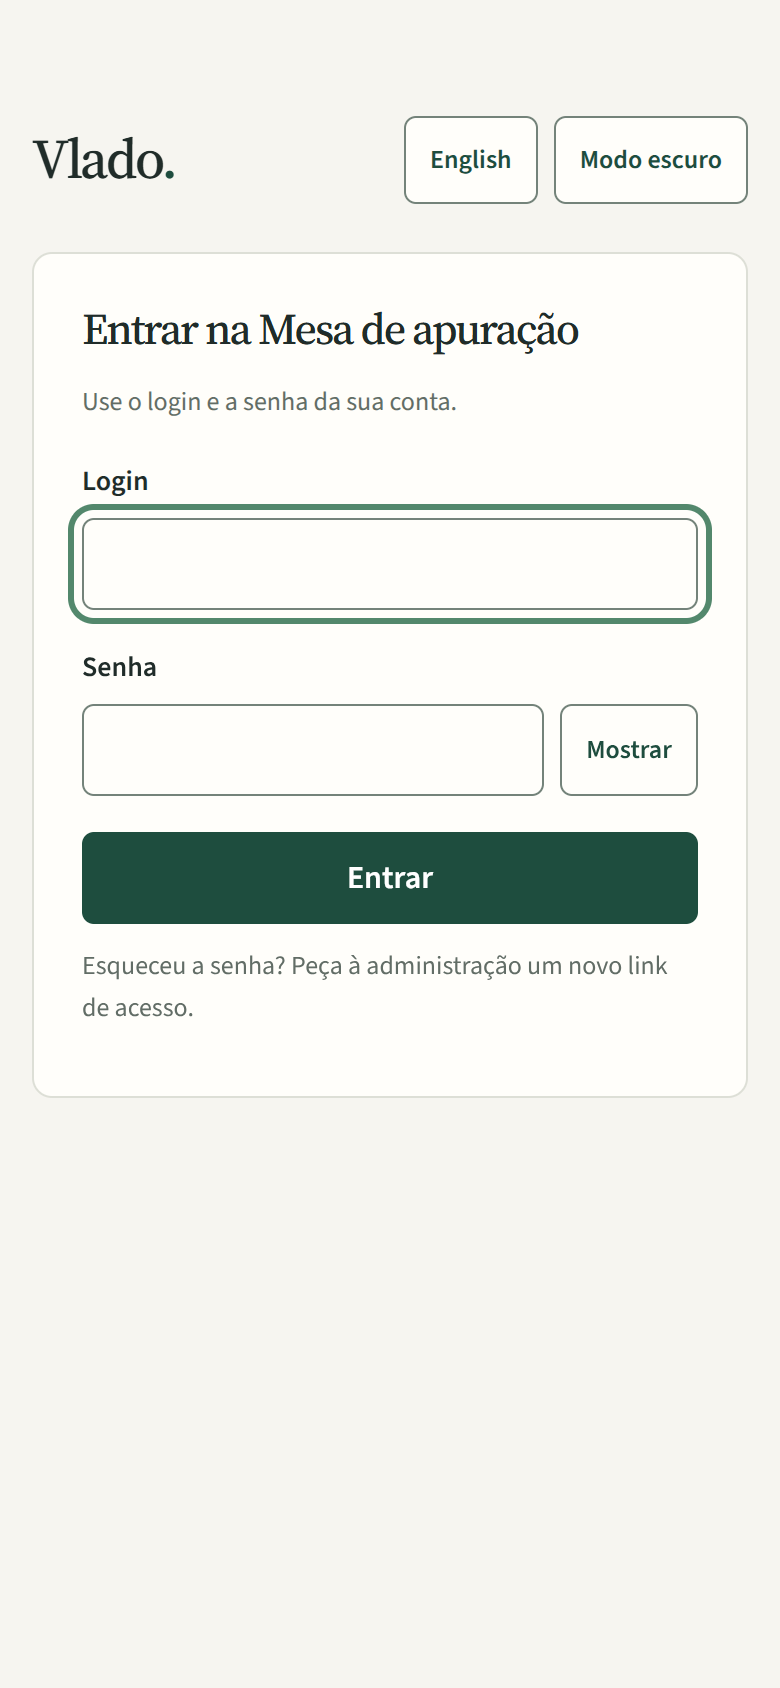 Vlado.
English
Modo escuro
Entrar na Mesa de apuração
Use o login e a senha da sua conta.
Login
Senha
Mostrar
Entrar
Esqueceu a senha? Peça à administração um novo link
de acesso.